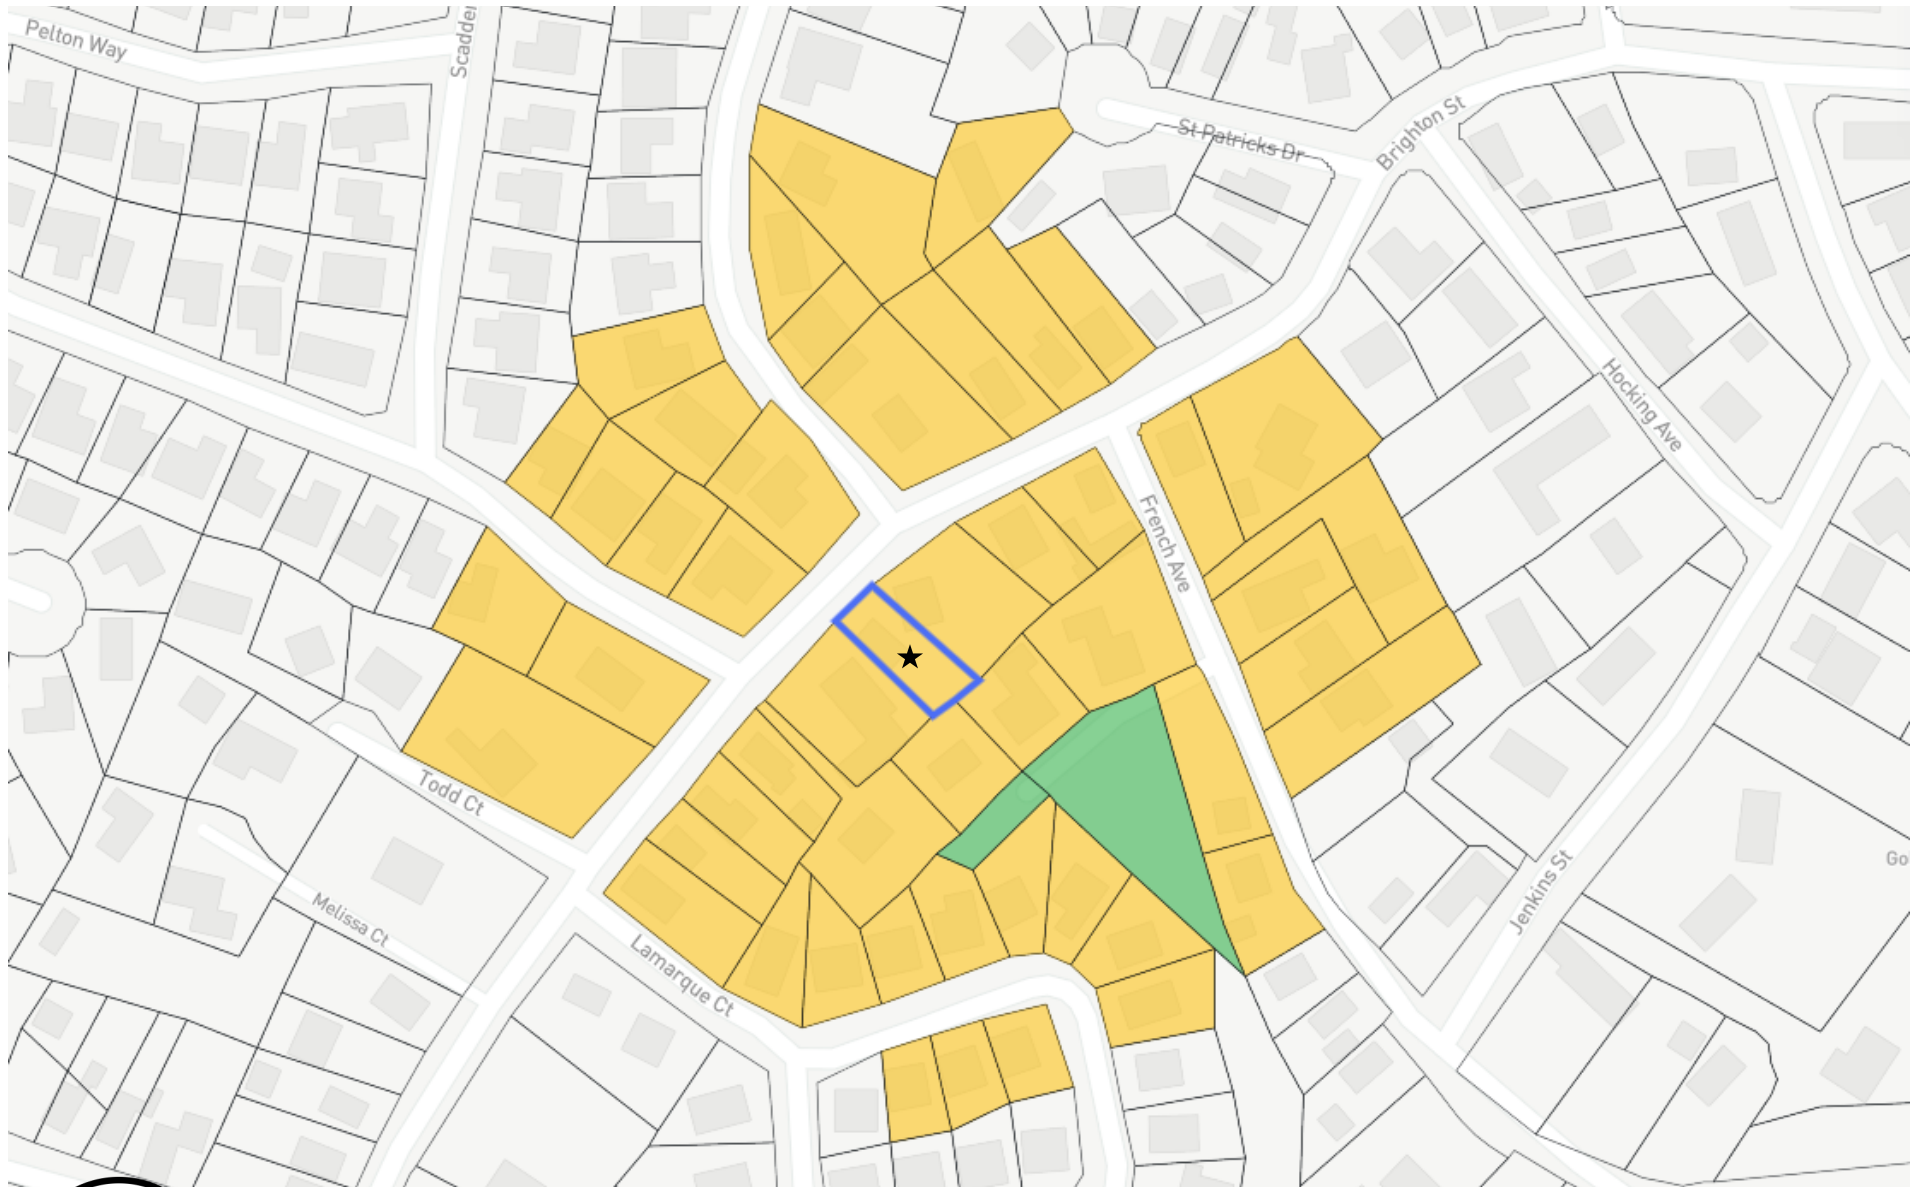 Pelton Way
Scadden
St Patricks Dr
Brighton St
Hocking Ave
French Ave
Todd Ct
Melissa Ct
Lamarque Ct
Jenkins St
Go